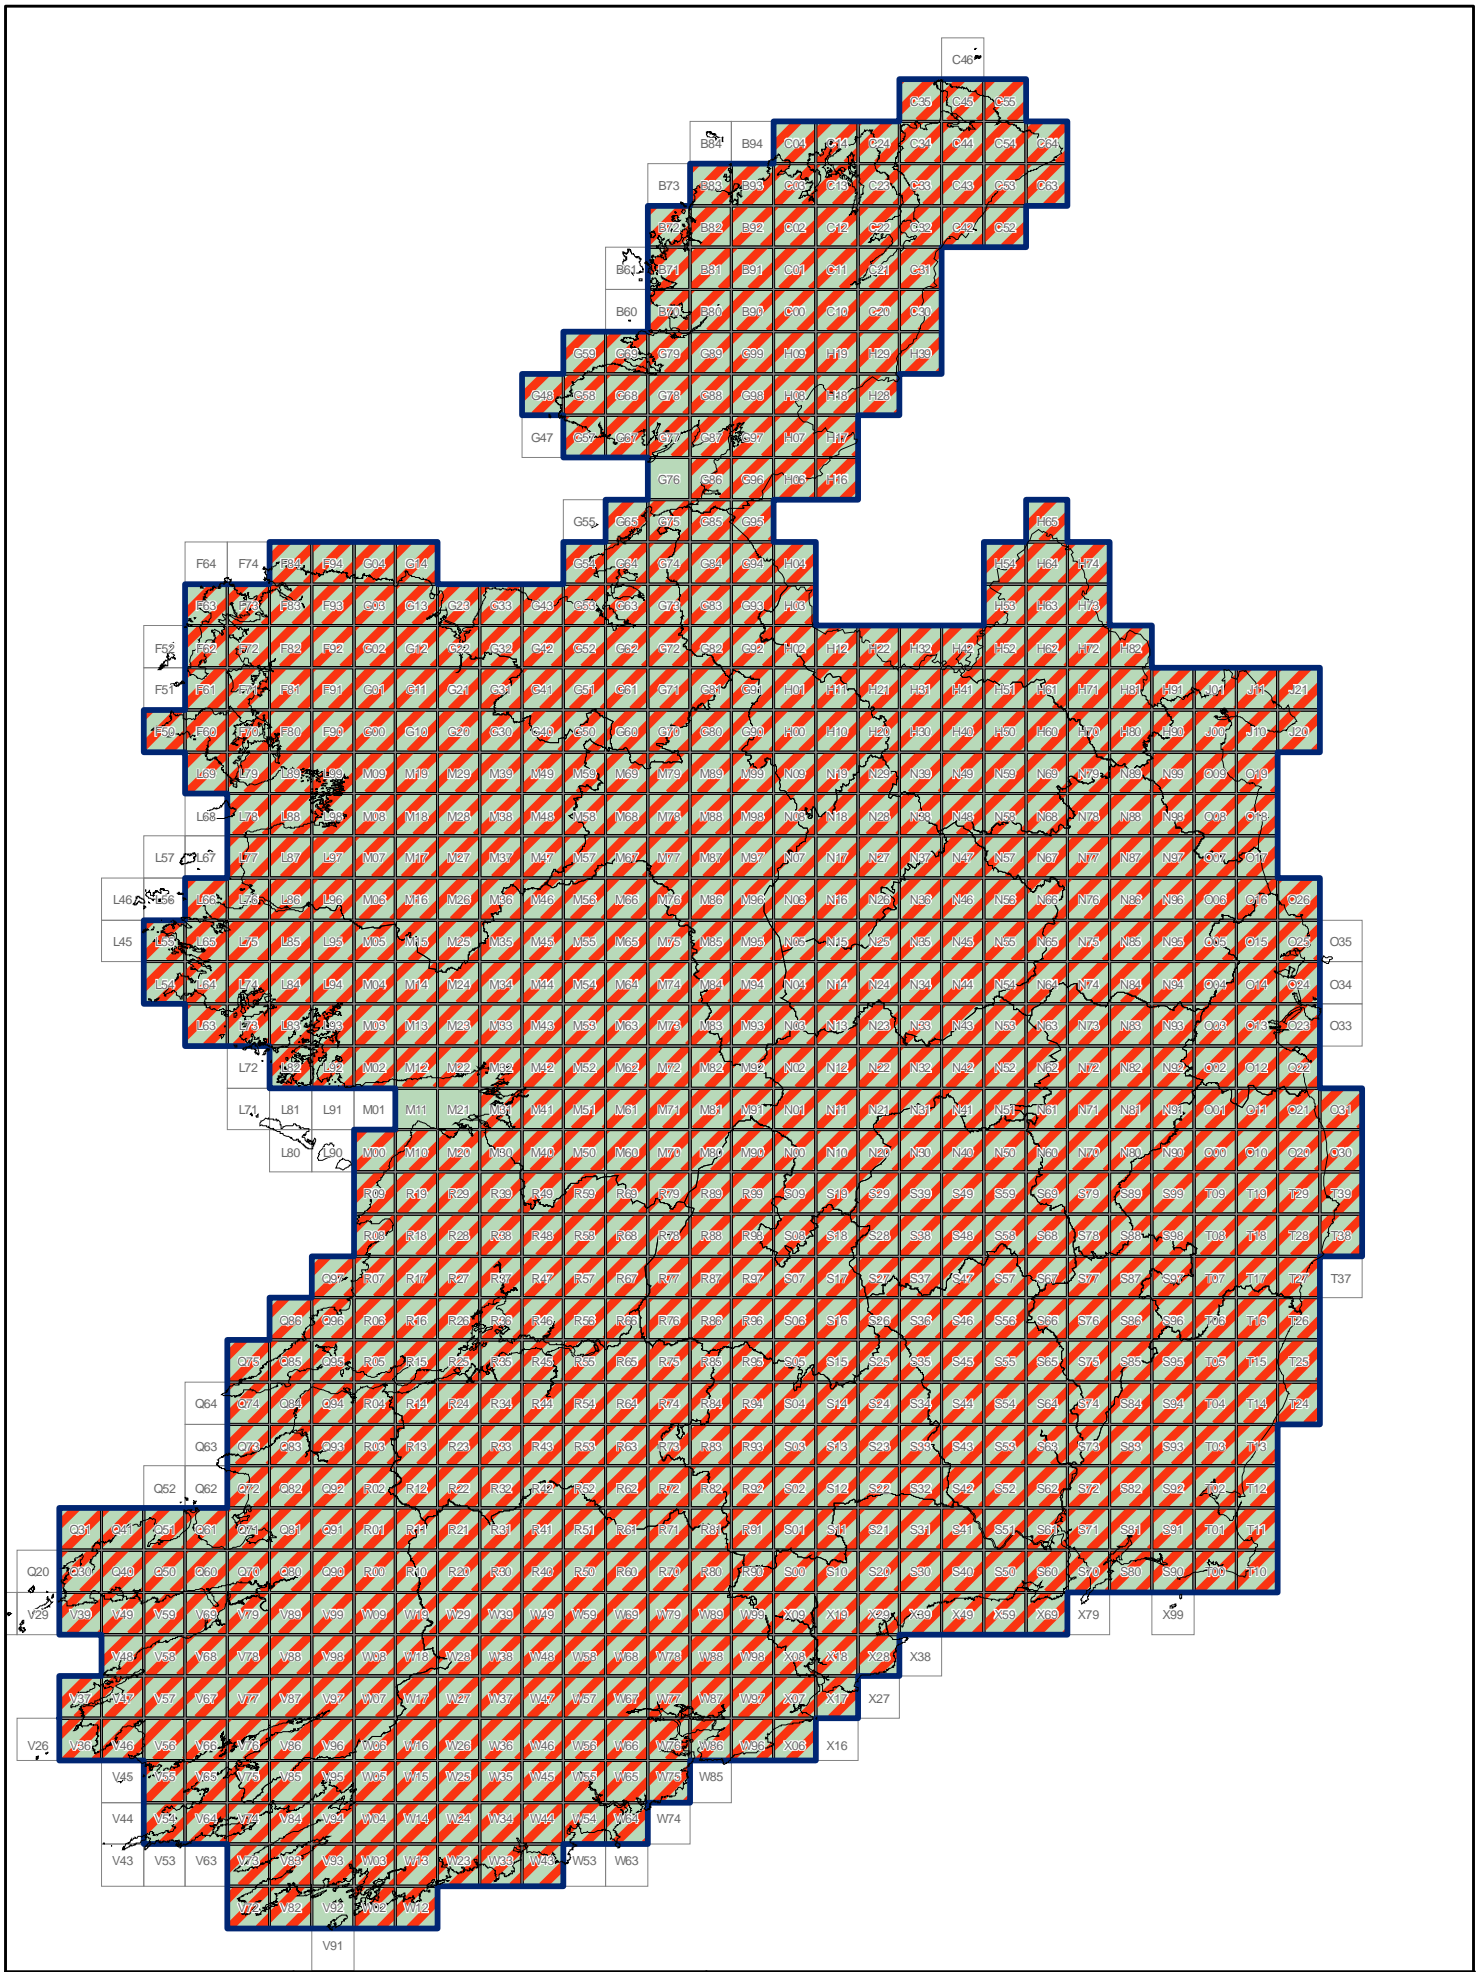 C46
C35 C45 C55
B84 B94 C04 C14 C24 C34 C44 C54 C64
B73 B83 B93 C03 C13 C23 C33 C43 C53 C63
B72 B82 B92 C02 C12 C22 C32 C42 C52
B61 B71 B81 B91 C01 C11 C21 C31
B60 B70 B80 B90 C00 C10 C20 C30
G59 G69 G79 G89 G99 H09 H19 H29 H39
G48 G58 G68 G78 G88 G98 H08 H18 H28
G47 G57 G67 G77 G87 G97 H07 H17
G76 G86 G96 H06 H16
G55 G65 G75 G85 G95 H65
F64 F74 F84 F94 G04 G14 G54 G64 G74 G84 G94 H04 H54 H64 H74
F63 F73 F83 F93 G03 G13 G23 G33 G43 G53 G63 G73 G83 G93 H03 H53 H63 H73
F52 F62 F72 F82 F92 G02 G12 G22 G32 G42 G52 G62 G72 G82 G92 H02 H12 H22 H32 H42 H52 H62 H72 H82
F51 F61 F71 F81 F91 G01 G11 G21 G31 G41 G51 G61 G71 G81 G91 H01 H11 H21 H31 H41 H51 H61 H71 H81 H91 J01 J11 J21
F50 F60 F70 F80 F90 G00 G10 G20 G30 G40 G50 G60 G70 G80 G90 H00 H10 H20 H30 H40 H50 H60 H70 H80 H90 J00 J10 J20
L69 L79 L89 L99 M09 M19 M29 M39 M49 M59 M69 M79 M89 M99 N09 N19 N29 N39 N49 N59 N69 N79 N89 N99 O09 O19
L68 L78 L88 L98 M08 M18 M28 M38 M48 M58 M68 M78 M88 M98 N08 N18 N28 N38 N48 N58 N68 N78 N88 N98 O08 O18
L57 L67 L77 L87 L97 M07 M17 M27 M37 M47 M57 M67 M77 M87 M97 N07 N17 N27 N37 N47 N57 N67 N77 N87 N97 O07 O17
L46 L56 L66 L76 L86 L96 M06 M16 M26 M36 M46 M56 M66 M76 M86 M96 N06 N16 N26 N36 N46 N56 N66 N76 N86 N96 O06 O16 O26
L45 L55 L65 L75 L85 L95 M05 M15 M25 M35 M45 M55 M65 M75 M85 M95 N05 N15 N25 N35 N45 N55 N65 N75 N85 N95 O05 O15 O25 O35
L54 L64 L74 L84 L94 M04 M14 M24 M34 M44 M54 M64 M74 M84 M94 N04 N14 N24 N34 N44 N54 N64 N74 N84 N94 O04 O14 O24 O34
L63 L73 L83 L93 M03 M13 M23 M33 M43 M53 M63 M73 M83 M93 N03 N13 N23 N33 N43 N53 N63 N73 N83 N93 O03 O13 O23 O33
L72 L82 L92 M02 M12 M22 M32 M42 M52 M62 M72 M82 M92 N02 N12 N22 N32 N42 N52 N62 N72 N82 N92 O02 O12 O22
L71 L81 L91 M01 M11 M21 M31 M41 M51 M61 M71 M81 M91 N01 N11 N21 N31 N41 N51 N61 N71 N81 N91 O01 O11 O21 O31
L80 L90 M00 M10 M20 M30 M40 M50 M60 M70 M80 M90 N00 N10 N20 N30 N40 N50 N60 N70 N80 N90 O00 O10 O20 O30
R09 R19 R29 R39 R49 R59 R69 R79 R89 R99 S09 S19 S29 S39 S49 S59 S69 S79 S89 S99 T09 T19 T29 T39
R08 R18 R28 R38 R48 R58 R68 R78 R88 R98 S08 S18 S28 S38 S48 S58 S68 S78 S88 S98 T08 T18 T28 T38
Q97 R07 R17 R27 R37 R47 R57 R67 R77 R87 R97 S07 S17 S27 S37 S47 S57 S67 S77 S87 S97 T07 T17 T27 T37
Q86 Q96 R06 R16 R26 R36 R46 R56 R66 R76 R86 R96 S06 S16 S26 S36 S46 S56 S66 S76 S86 S96 T06 T16 T26
Q75 Q85 Q95 R05 R15 R25 R35 R45 R55 R65 R75 R85 R95 S05 S15 S25 S35 S45 S55 S65 S75 S85 S95 T05 T15 T25
Q64 Q74 Q84 Q94 R04 R14 R24 R34 R44 R54 R64 R74 R84 R94 S04 S14 S24 S34 S44 S54 S64 S74 S84 S94 T04 T14 T24
Q63 Q73 Q83 Q93 R03 R13 R23 R33 R43 R53 R63 R73 R83 R93 S03 S13 S23 S33 S43 S53 S63 S73 S83 S93 T03 T13
Q52 Q62 Q72 Q82 Q92 R02 R12 R22 R32 R42 R52 R62 R72 R82 R92 S02 S12 S22 S32 S42 S52 S62 S72 S82 S92 T02 T12
Q31 Q41 Q51 Q61 Q71 Q81 Q91 R01 R11 R21 R31 R41 R51 R61 R71 R81 R91 S01 S11 S21 S31 S41 S51 S61 S71 S81 S91 T01 T11
Q20 Q30 Q40 Q50 Q60 Q70 Q80 Q90 R00 R10 R20 R30 R40 R50 R60 R70 R80 R90 S00 S10 S20 S30 S40 S50 S60 S70 S80 S90 T00 T10
V29 V39 V49 V59 V69 V79 V89 V99 W09 W19 W29 W39 W49 W59 W69 W79 W89 W99 X09 X19 X29 X39 X49 X59 X69 X79 X99
V48 V58 V68 V78 V88 V98 W08 W18 W28 W38 W48 W58 W68 W78 W88 W98 X08 X18 X28 X38
V37 V47 V57 V67 V77 V87 V97 W07 W17 W27 W37 W47 W57 W67 W77 W87 W97 X07 X17 X27
V26 V36 V46 V56 V66 V76 V86 V96 W06 W16 W26 W36 W46 W56 W66 W76 W86 W96 X06 X16
V45 V55 V65 V75 V85 V95 W05 W15 W25 W35 W45 W55 W65 W75 W85
V44 V54 V64 V74 V84 V94 W04 W14 W24 W34 W44 W54 W64 W74
V43 V53 V63 V73 V83 V93 W03 W13 W23 W33 W43 W53 W63
V72 V82 V92 W02 W12
V91